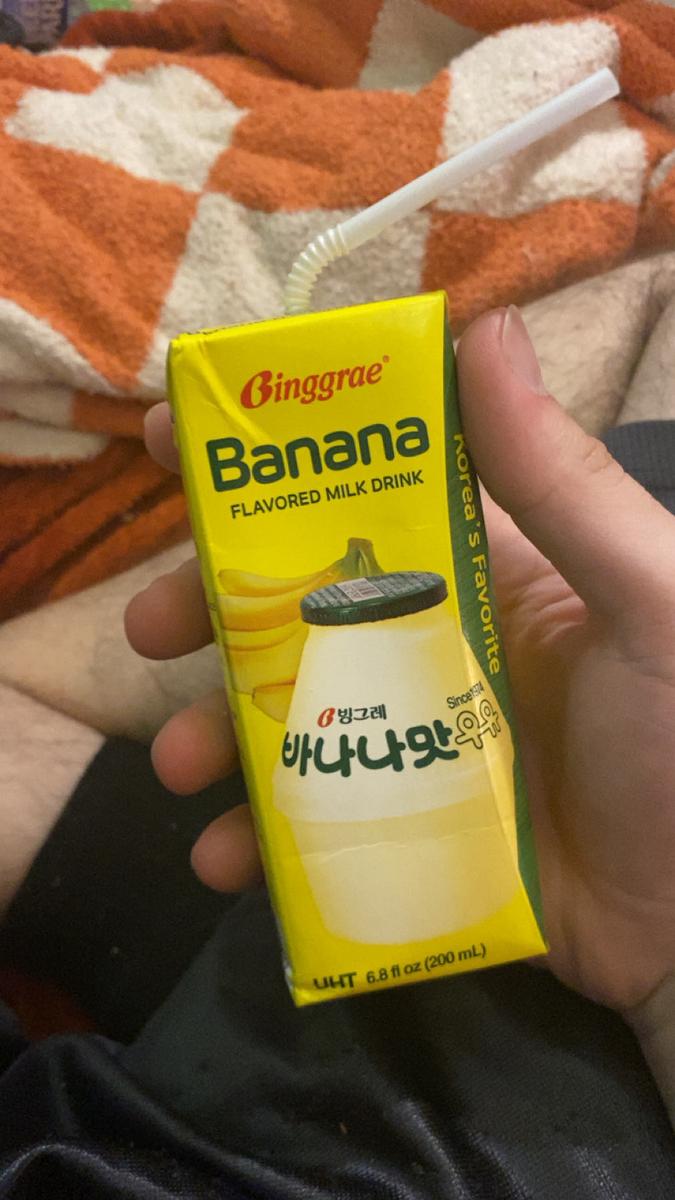 Binggrae®
Banana
FLAVORED MILK DRINK
Korea's Favorite
Since 1974
빙그레
바나나맛우유
UHT 6.8 fl oz (200 mL)